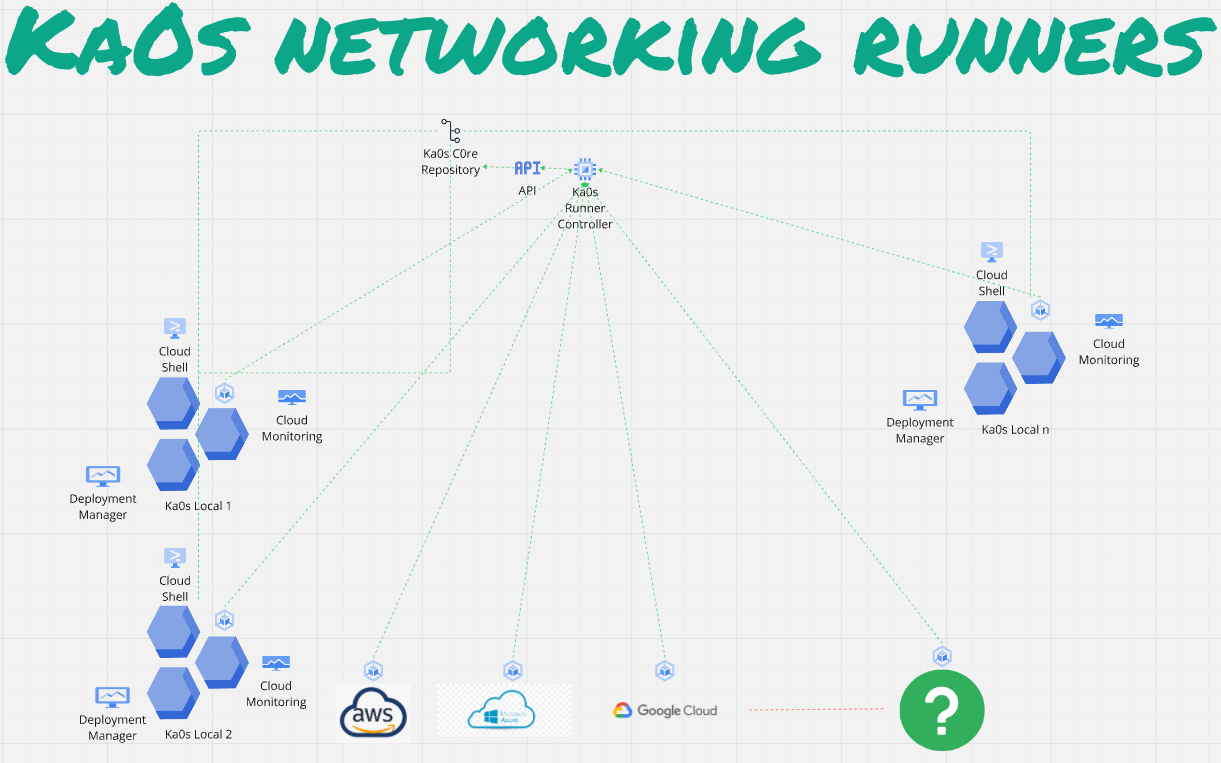 Ka0s networking runners
Ka0s C0re
Repository
API
API
Ka0s
Runner
Controller
Cloud
Shell
Cloud
Monitoring
Deployment
Manager
Ka0s Local n
Cloud
Shell
Cloud
Monitoring
Deployment
Manager
Ka0s Local 1
Cloud
Shell
Cloud
Monitoring
Deployment
Manager
Ka0s Local 2
aws
Microsoft
Azure
Google Cloud
?